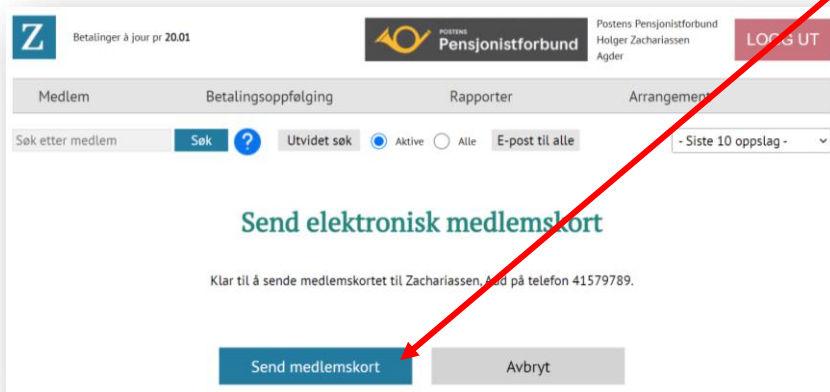 Z
Betalinger à jour pr 20.01
POSTENS
Pensjonistforbund
Postens Pensjonistforbund
Holger Zachariassen
Agder
LOGG UT
Medlem Betalingsoppfølging Rapporter Arrangement
Søk etter medlem Søk ? Utvidet søk Aktive Alle E-post til alle - Siste 10 oppslag -
Send elektronisk medlemskort
Klar til å sende medlemskortet til Zachariassen, på telefon 41579789.
Send medlemskort Avbryt